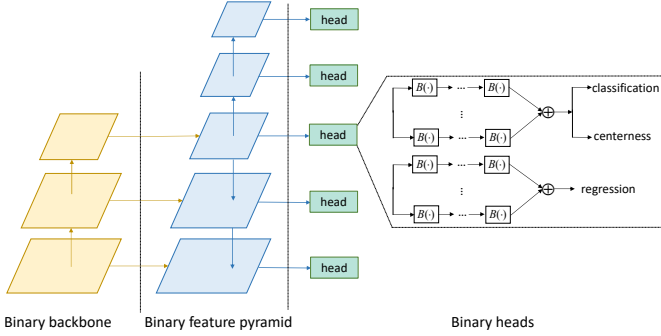 head
head
head
head
head
B(·) ... B(·)
⋮
B(·) ... B(·)
⊕
classification
centerness
B(·) ... B(·)
⋮
B(·) ... B(·)
⊕
regression
Binary backbone
Binary feature pyramid
Binary heads